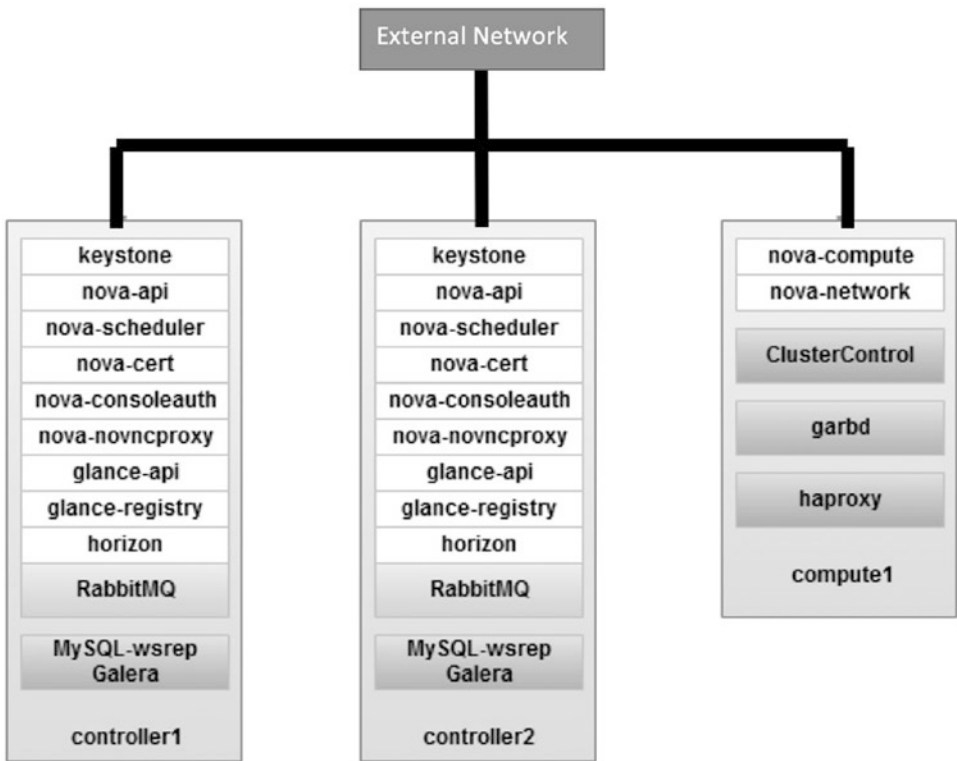 External Network
keystone
nova-api
nova-scheduler
nova-cert
nova-consoleauth
nova-novncproxy
glance-api
glance-registry
horizon
RabbitMQ
MySQL-wsrep
Galera
controller1
keystone
nova-api
nova-scheduler
nova-cert
nova-consoleauth
nova-novncproxy
glance-api
glance-registry
horizon
RabbitMQ
MySQL-wsrep
Galera
controller2
nova-compute
nova-network
ClusterControl
garbd
haproxy
compute1